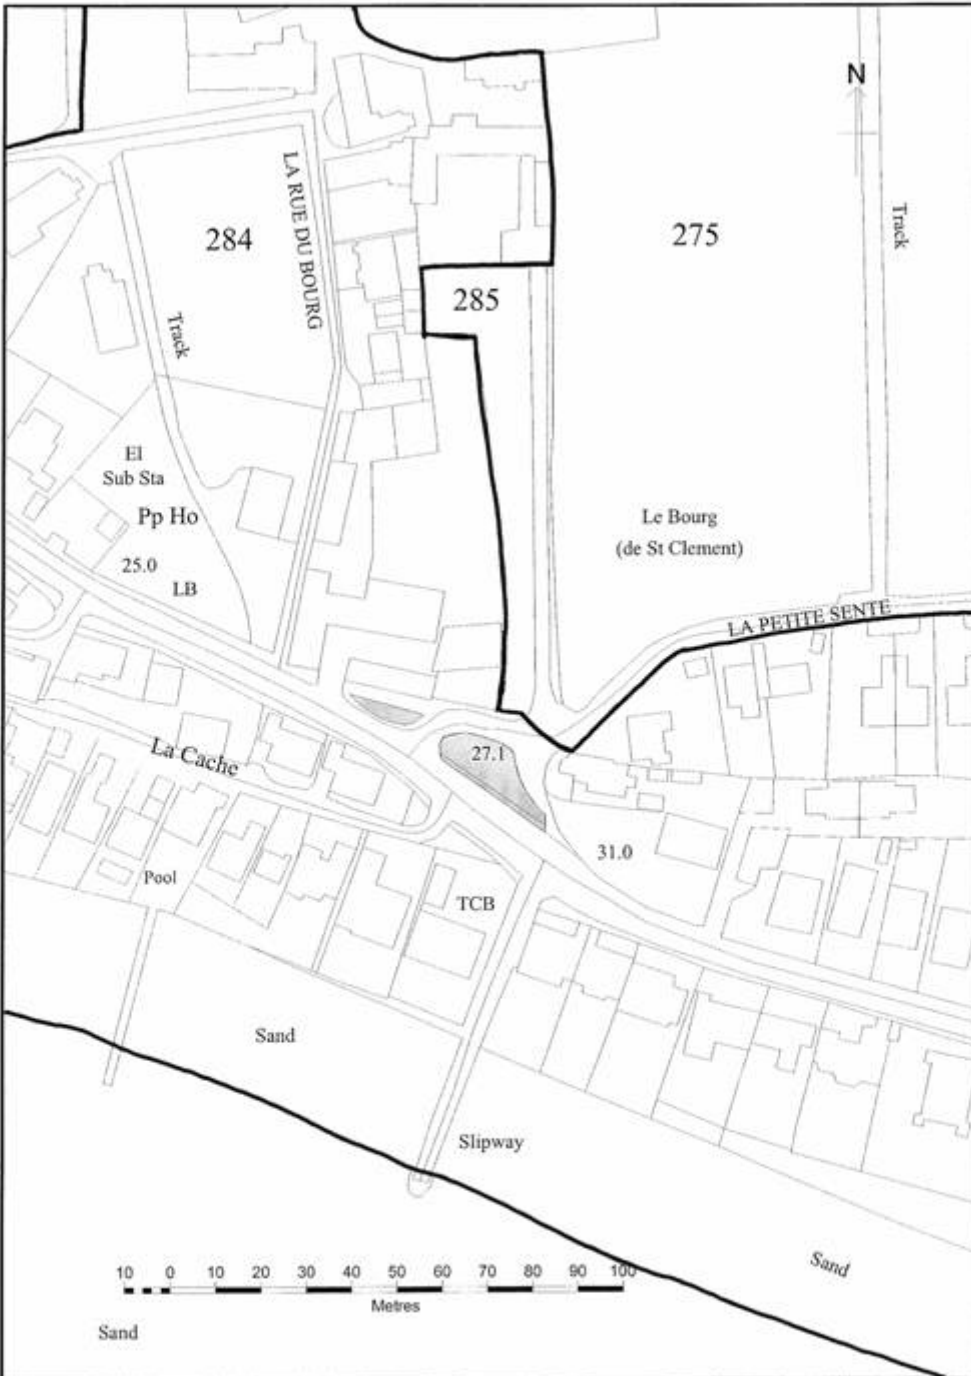 N
284
LA RUE DU BOURG
275
Track
285
Track
El
Sub Sta
Pp Ho
25.0
LB
Le Bourg
(de St Clement)
LA PETITE SENTE
La Cache
27.1
31.0
Pool
TCB
Sand
Slipway
Sand
10 0 10 20 30 40 50 60 70 80 90 100
Metres
Sand